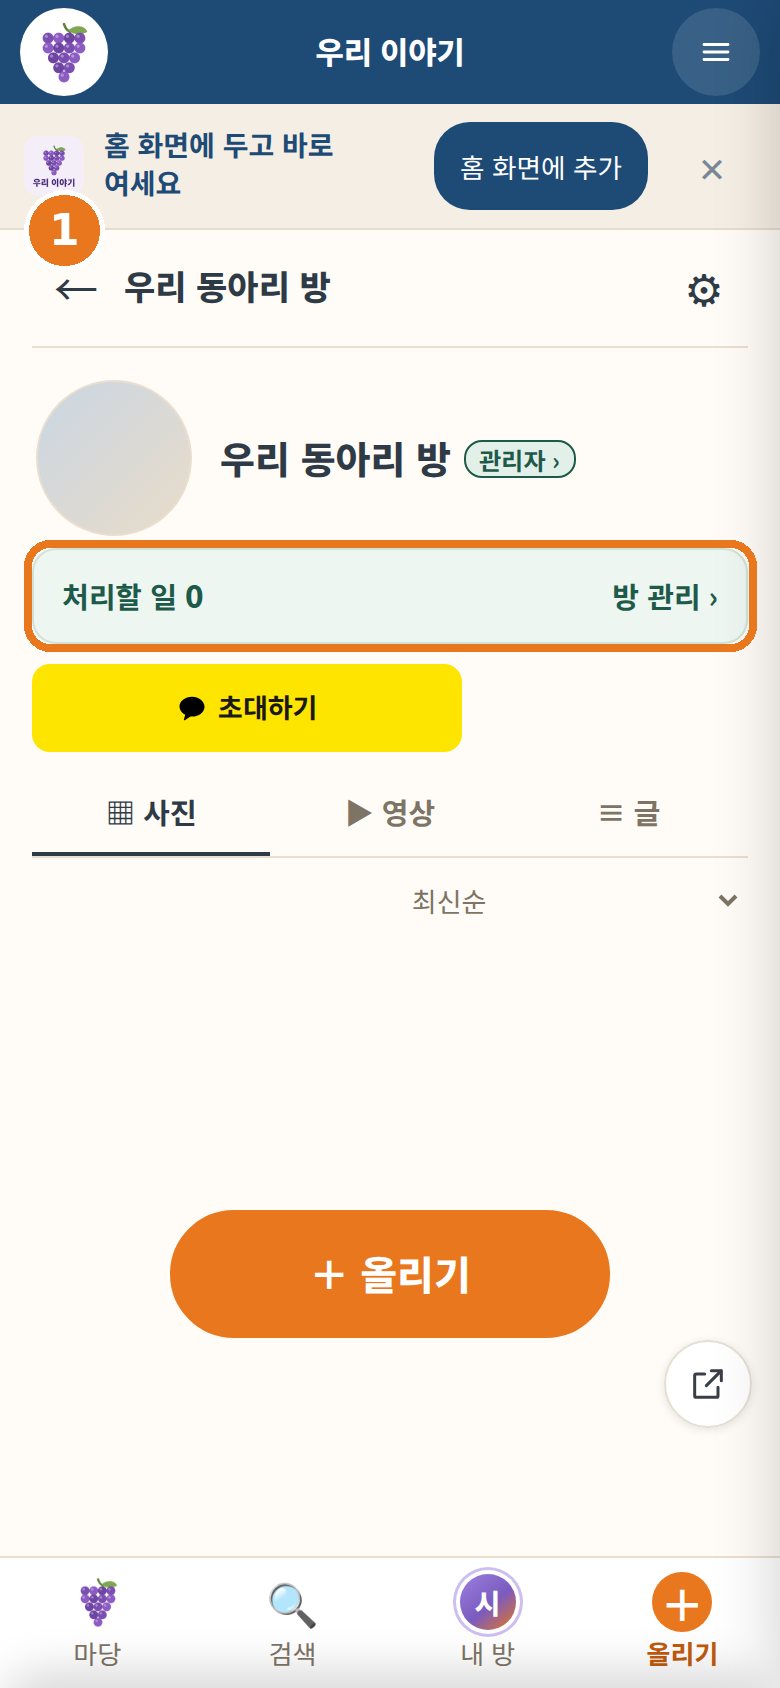 우리 이야기
홈 화면에 두고 바로
여세요
우리 이야기
홈 화면에 추가 ✕
1
← 우리 동아리 방
우리 동아리 방 관리자 ›
처리할 일 0 방 관리 ›
초대하기
사진 영상 글
최신순
+ 올리기
시
마당 검색 내 방 올리기